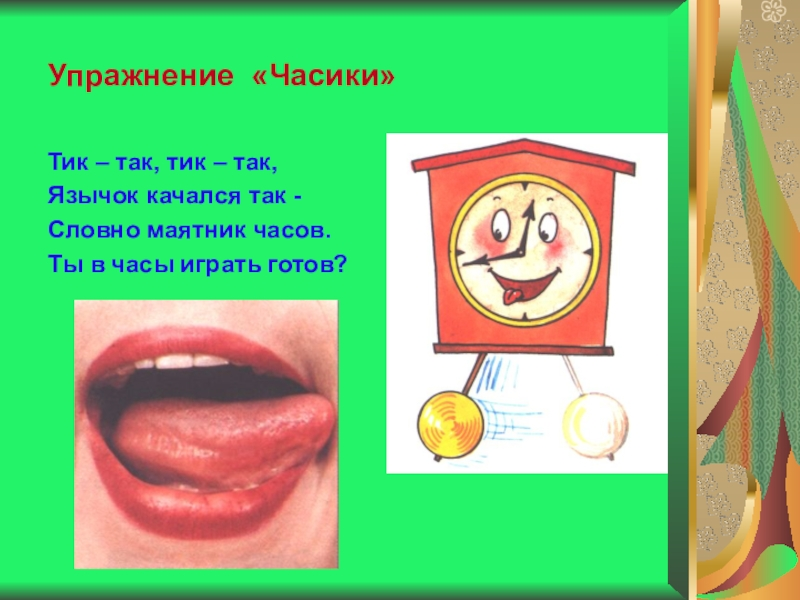 Упражнение «Часики»
Тик – так, тик – так,
Язычок качался так -
Словно маятник часов.
Ты в часы играть готов?